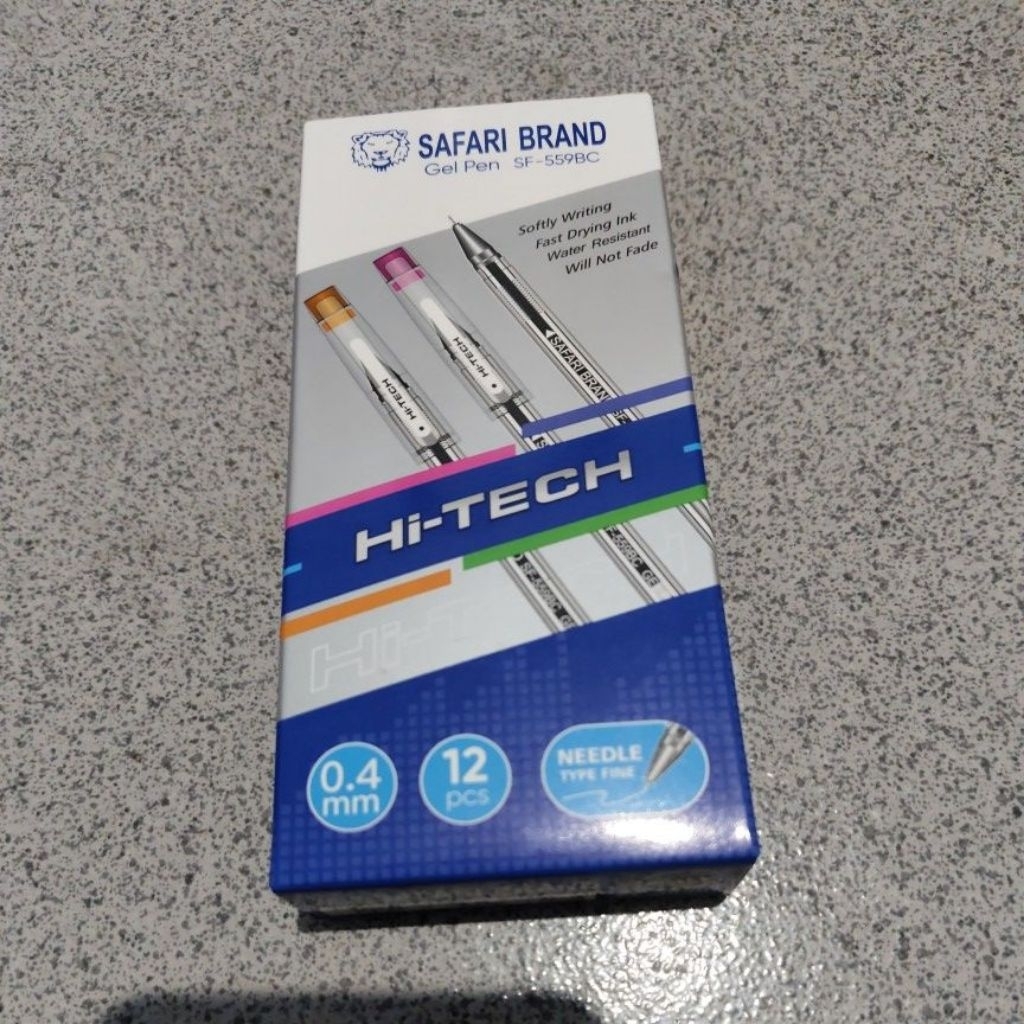 SAFARI BRAND
Gel Pen SF-559BC
Softly Writing
Fast Drying Ink
Water Resistant
Will Not Fade
Hi-TECH
Hi-TECH
SAFARI BRAND
Hi-TECH
0.4
mm
12
pcs
NEEDLE
TYPE FINE